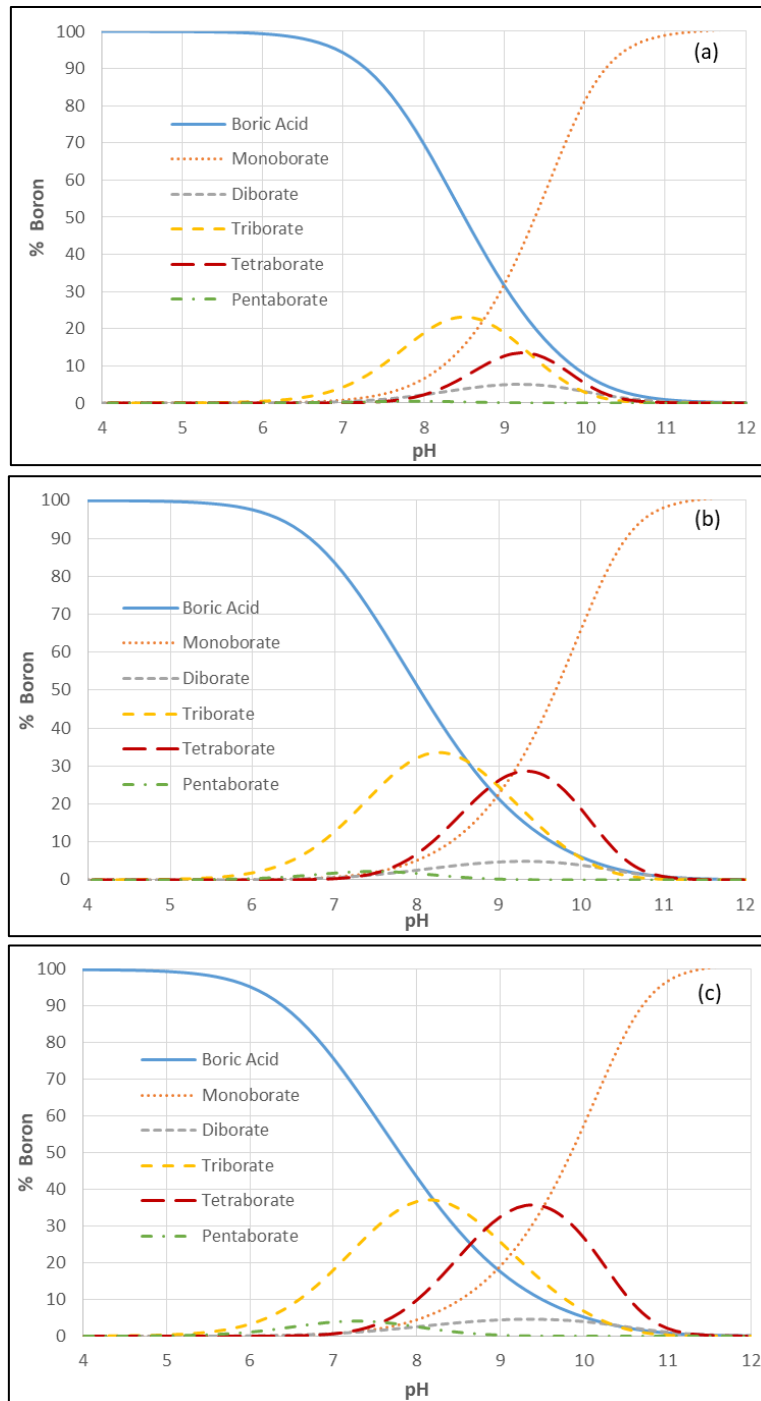 (a)
100
90
80
70
60
50
40
30
20
10
0
% Boron
Boric Acid
Monoborate
Diborate
Triborate
Tetraborate
Pentaborate
4 5 6 7 8 9 10 11 12
pH
(b)
100
90
80
70
60
50
40
30
20
10
0
% Boron
Boric Acid
Monoborate
Diborate
Triborate
Tetraborate
Pentaborate
4 5 6 7 8 9 10 11 12
pH
(c)
100
90
80
70
60
50
40
30
20
10
0
% Boron
Boric Acid
Monoborate
Diborate
Triborate
Tetraborate
Pentaborate
4 5 6 7 8 9 10 11 12
pH